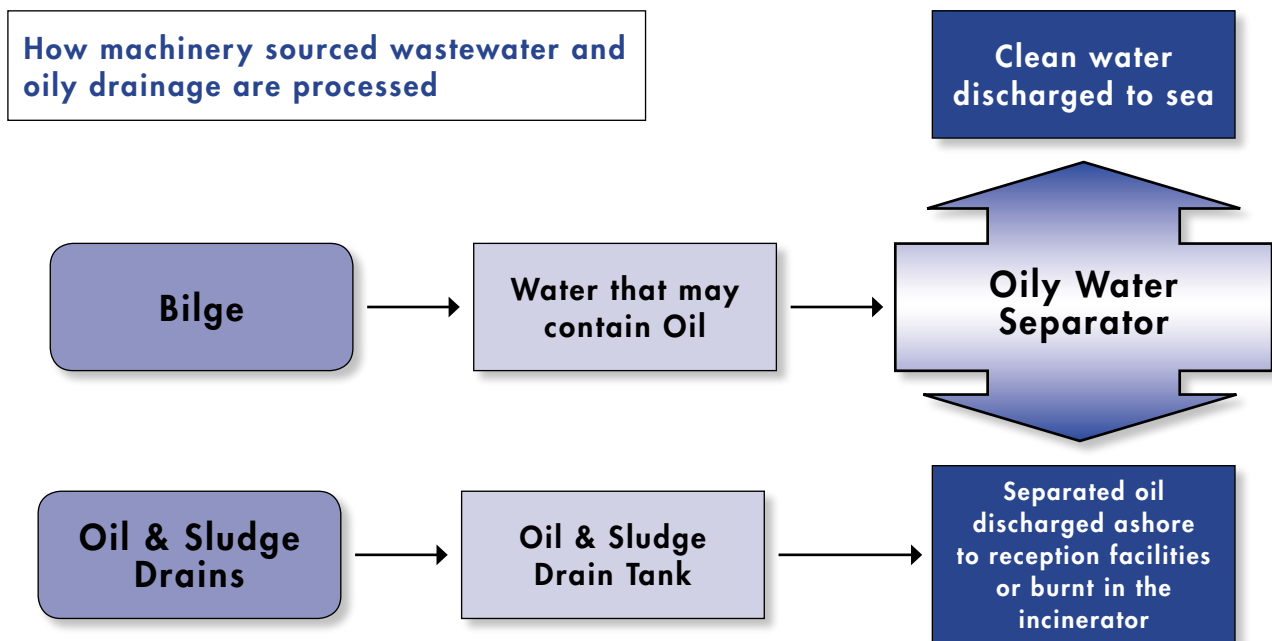 How machinery sourced wastewater and
oily drainage are processed
Clean water
discharged to sea
Bilge
Water that may
contain Oil
Oily Water
Separator
Oil & Sludge
Drains
Oil & Sludge
Drain Tank
Separated oil
discharged ashore
to reception facilities
or burnt in the
incinerator